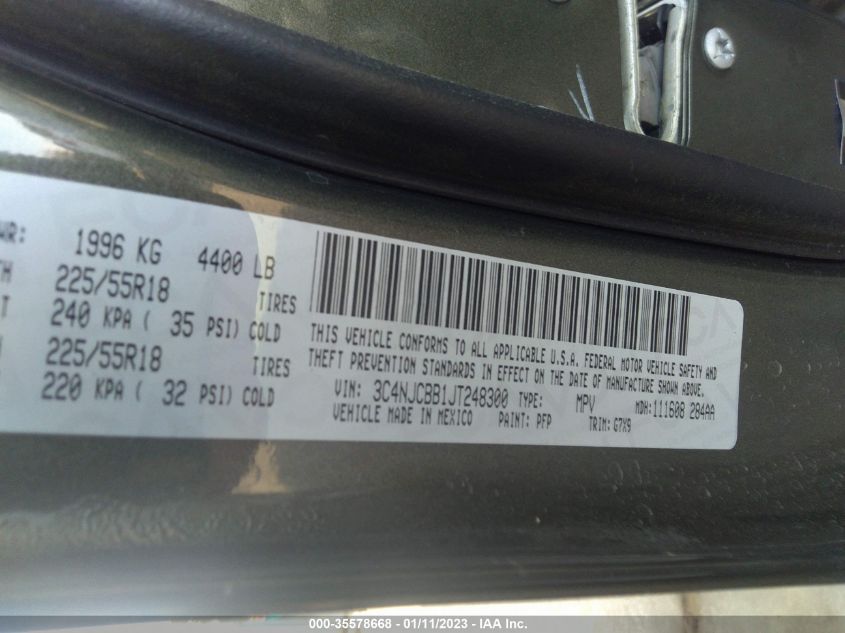 WR: 1996 KG 4400 LB
TH 225/55R18 TIRES
T 240 KPA ( 35 PSI) COLD
225/55R18 TIRES
220 KPA ( 32 PSI) COLD
THIS VEHICLE CONFORMS TO ALL APPLICABLE U.S.A. FEDERAL MOTOR VEHICLE SAFETY AND
THEFT PREVENTION STANDARDS IN EFFECT ON THE DATE OF MANUFACTURE SHOWN ABOVE.
VIN: 3C4NJCBB1JT248300 TYPE: MPV MDH:111608 284AA
VEHICLE MADE IN MEXICO PAINT: PFP TRIM: G7X9
000-35578668 - 01/11/2023 - IAA Inc.